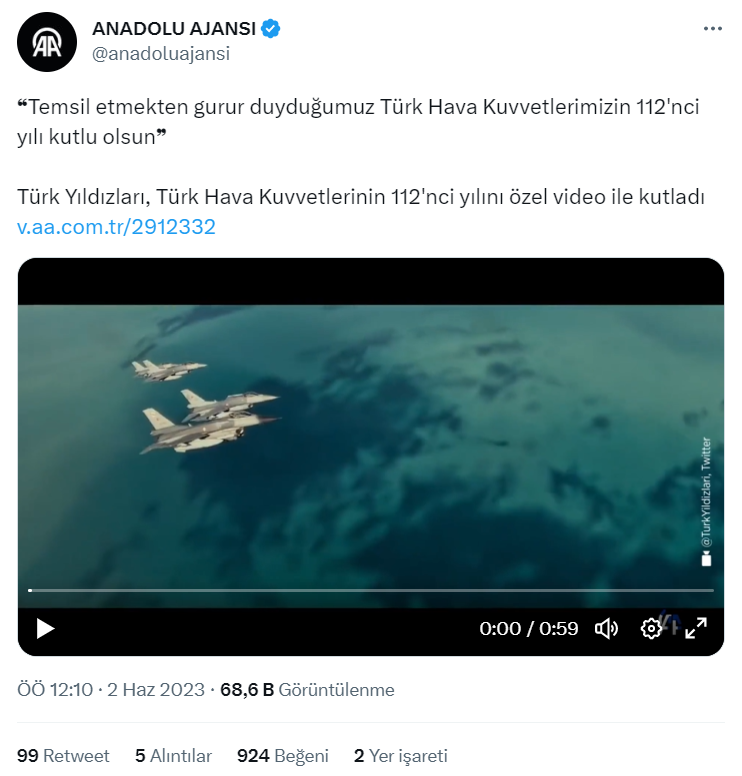 ANADOLU AJANSI
@anadoluajansi
❝Temsil etmekten gurur duyduğumuz Türk Hava Kuvvetlerimizin 112'nci
yılı kutlu olsun❞
Türk Yıldızları, Türk Hava Kuvvetlerinin 112'nci yılını özel video ile kutladı
v.aa.com.tr/2912332
@TurkYildizlari, Twitter
0:00 / 0:59
ÖÖ 12:10 · 2 Haz 2023 · 68,6 B Görüntülenme
99 Retweet 5 Alıntılar 924 Beğeni 2 Yer işareti